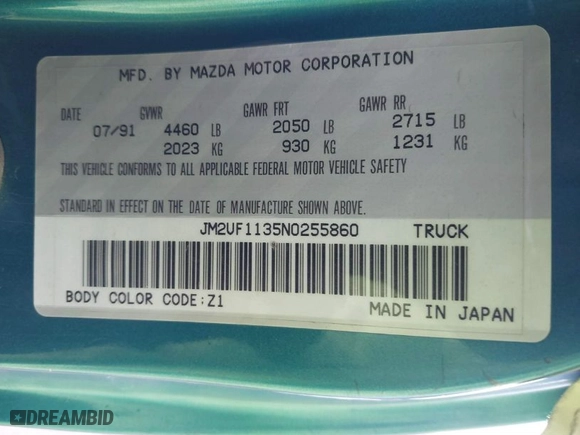 MFD. BY MAZDA MOTOR CORPORATION
DATE GVWR GAWR FRT GAWR RR
07/91 4460 LB 2050 LB 2715 LB
2023 KG 930 KG 1231 KG
THIS VEHICLE CONFORMS TO ALL APPLICABLE FEDERAL MOTOR VEHICLE SAFETY
STANDARD IN EFFECT ON THE DATE OF MANUFACTURE SHOWN ABOVE.
JM2UF1135N0255860 TRUCK
BODY COLOR CODE:Z1 MADE IN JAPAN
DREAMBID